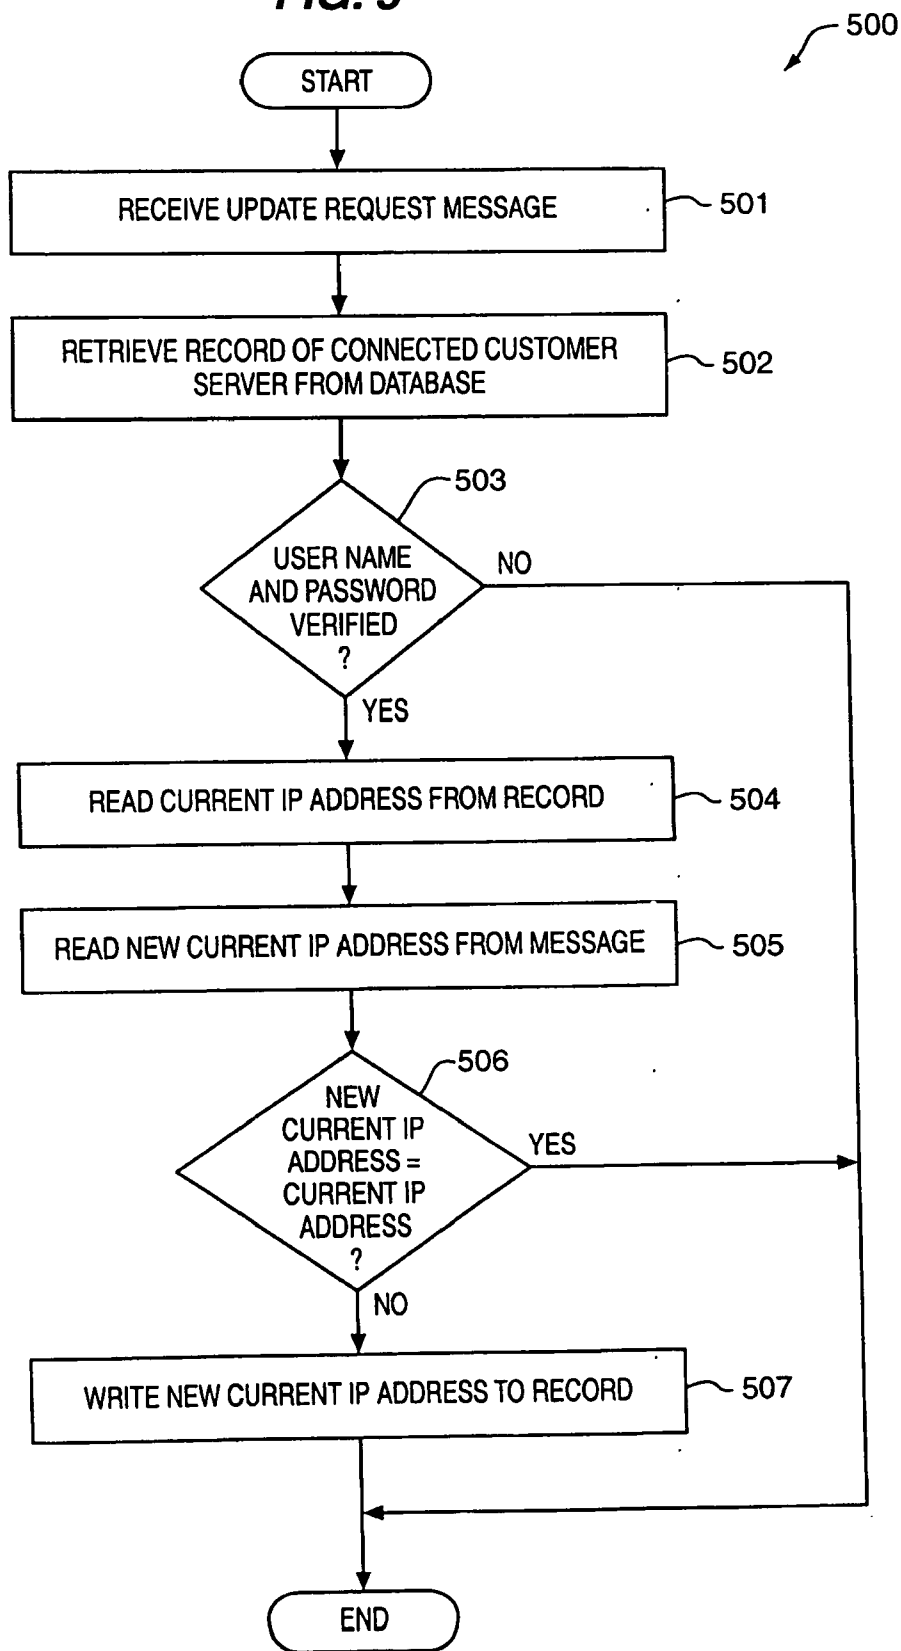 500
START
RECEIVE UPDATE REQUEST MESSAGE
501
RETRIEVE RECORD OF CONNECTED CUSTOMER
SERVER FROM DATABASE
502
503
USER NAME
AND PASSWORD
VERIFIED
?
NO
YES
READ CURRENT IP ADDRESS FROM RECORD
504
READ NEW CURRENT IP ADDRESS FROM MESSAGE
505
506
NEW
CURRENT IP
ADDRESS =
CURRENT IP
ADDRESS
?
YES
NO
WRITE NEW CURRENT IP ADDRESS TO RECORD
507
END